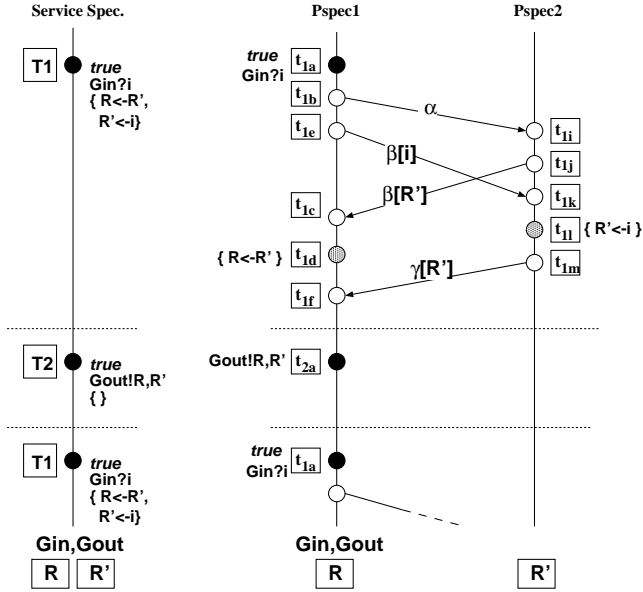 Service Spec. Pspec1 Pspec2
T1 true true t1a
Gin?i Gin?i
{ R<-R', t1b
R'<-i} α
t1e t1i
β[i] t1j
β[R'] t1k
t1c
t1l { R'<-i }
{ R<-R' } t1d
γ[R'] t1m
t1f
T2 true Gout!R,R' t2a
Gout!R,R'
{ }
T1 true true t1a
Gin?i Gin?i
{ R<-R',
R'<-i}
Gin,Gout Gin,Gout
R R' R R'